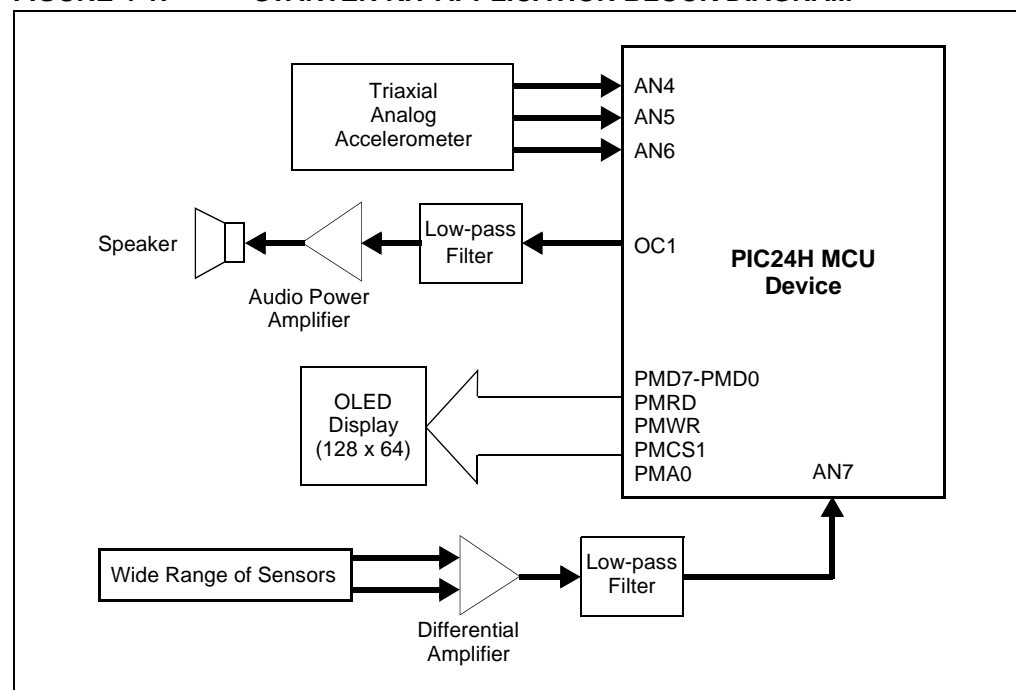 Triaxial
Analog
Accelerometer
AN4
AN5
AN6
Speaker
Audio Power
Amplifier
Low-pass
Filter
OC1
PIC24H MCU
Device
OLED
Display
(128 x 64)
PMD7-PMD0
PMRD
PMWR
PMCS1
PMA0
AN7
Wide Range of Sensors
Differential
Amplifier
Low-pass
Filter